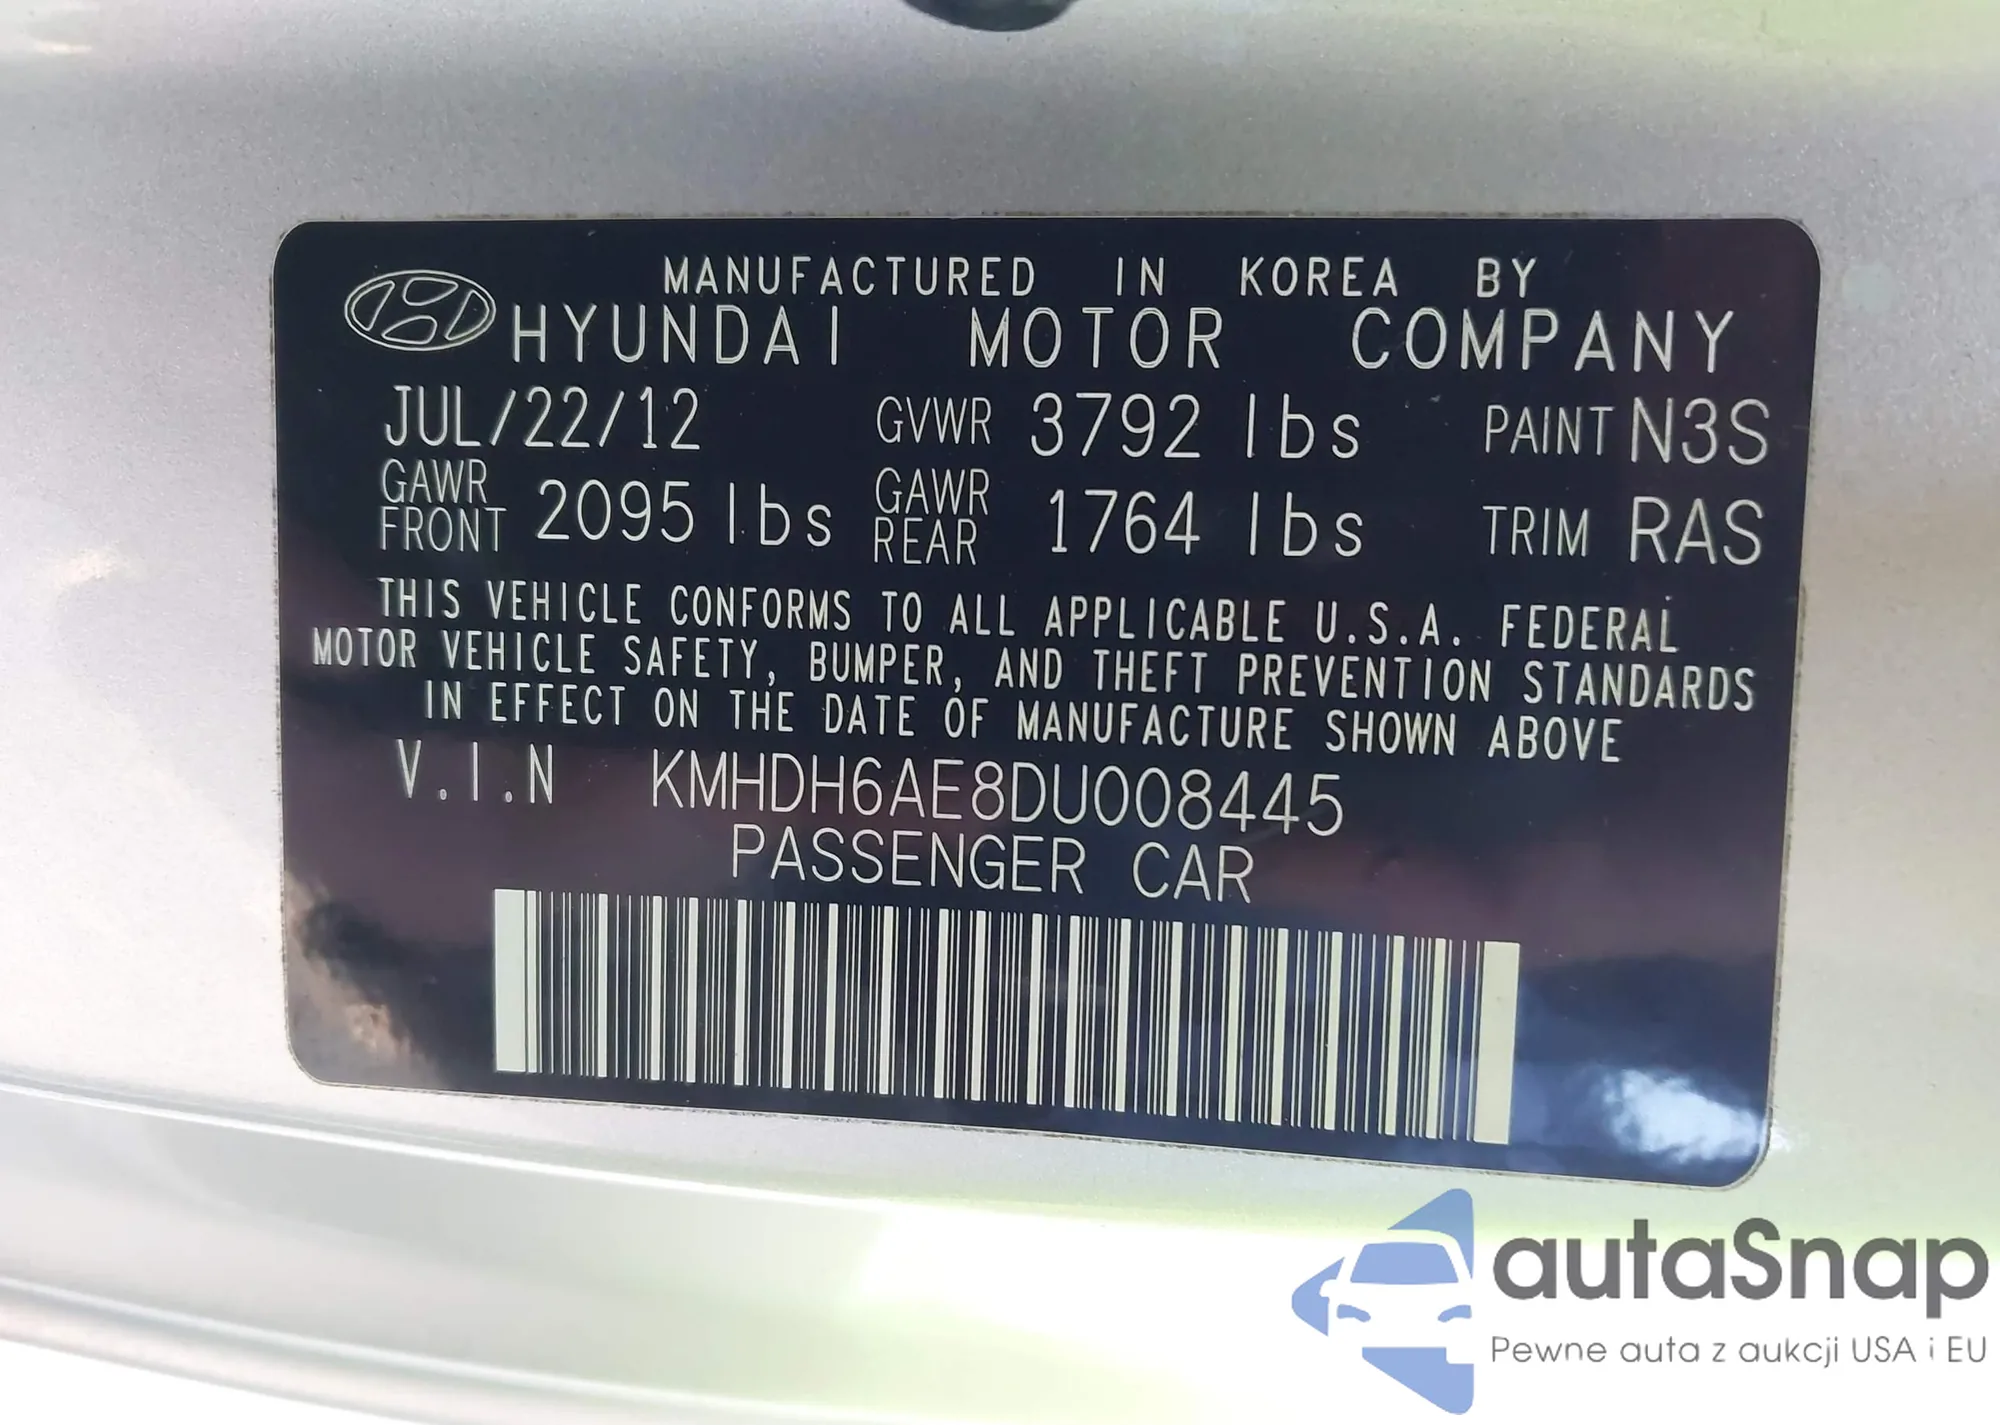 MANUFACTURED IN KOREA BY
HYUNDAI MOTOR COMPANY
JUL/22/12 GVWR 3792 lbs PAINT N3S
GAWR FRONT 2095 lbs GAWR REAR 1764 lbs TRIM RAS
THIS VEHICLE CONFORMS TO ALL APPLICABLE U.S.A. FEDERAL
MOTOR VEHICLE SAFETY, BUMPER, AND THEFT PREVENTION STANDARDS
IN EFFECT ON THE DATE OF MANUFACTURE SHOWN ABOVE
V.I.N KMHDH6AE8DU008445
PASSENGER CAR
autaSnap
Pewne auta z aukcji USA i EU